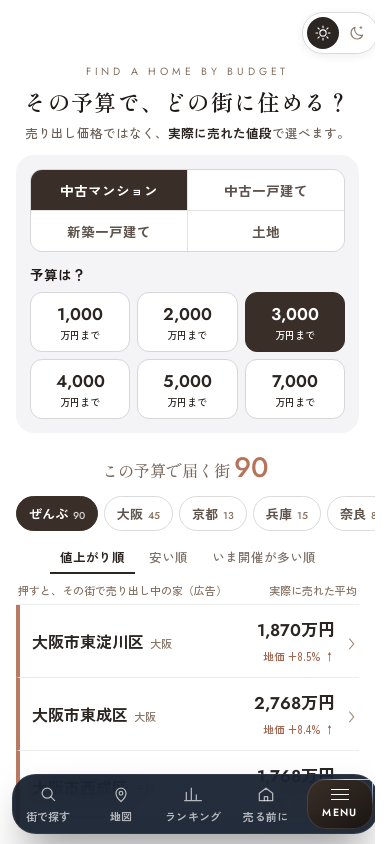 FIND A HOME BY BUDGET
その予算で、どの街に住める？
売り出し価格ではなく、実際に売れた値段で選べます。
中古マンション 中古一戸建て
新築一戸建て 土地
予算は？
1,000 2,000 3,000
万円まで 万円まで 万円まで
4,000 5,000 7,000
万円まで 万円まで 万円まで
この予算で届く街 90
ぜんぶ 90 大阪 45 京都 13 兵庫 15 奈良
値上がり順 安い順 いま開催が多い順
押すと、その街で売り出し中の家（広告） 実際に売れた平均
大阪市東淀川区 大阪 1,870万円
地価 +8.5% ↑
大阪市東成区 大阪 2,768万円
地価 +8.4% ↑
1,768万円
街で探す 地図 ランキング 売る前に MENU